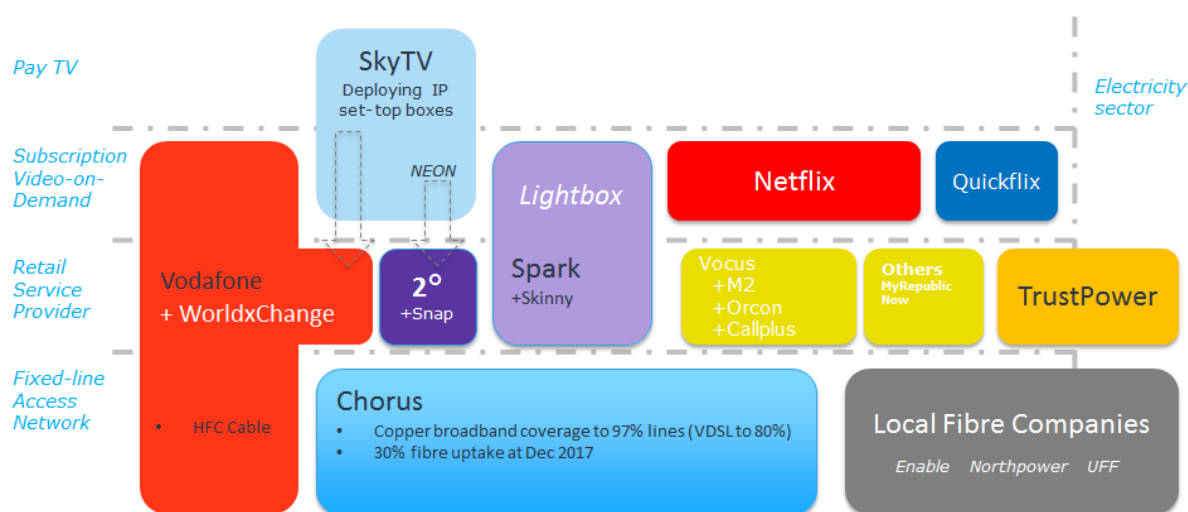 Pay TV
SkyTV
Deploying IP
set-top boxes
Electricity
sector
Subscription
Video-on-
Demand
NEON
Lightbox
Netflix
Quickflix
Retail
Service
Provider
Vodafone
+ WorldxChange
2°
+Snap
Spark
+Skinny
Vocus
+M2
+Orcon
+Callplus
Others
MyRepublic
Now
TrustPower
Fixed-line
Access
Network
• HFC Cable
Chorus
• Copper broadband coverage to 97% lines (VDSL to 80%)
• 30% fibre uptake at Dec 2017
Local Fibre Companies
Enable Northpower UFF